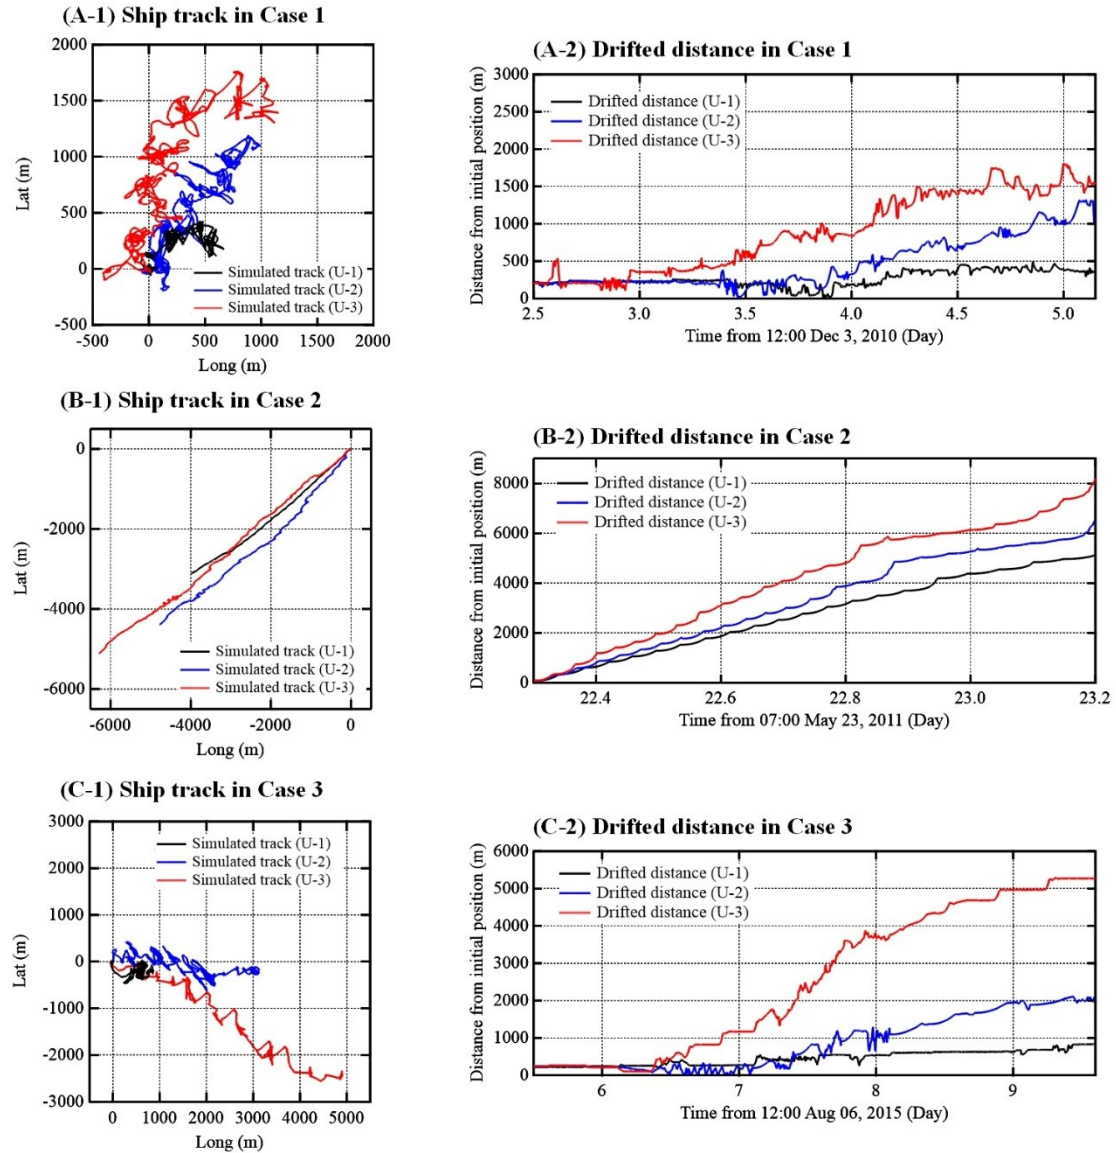 (A-1) Ship track in Case 1
2000
1500
1000
500
0
-500
Lat (m)
Simulated track (U-1)
Simulated track (U-2)
Simulated track (U-3)
-500 0 500 1000 1500 2000
Long (m)
(A-2) Drifted distance in Case 1
3000
2500
2000
1500
1000
500
0
Distance from initial position (m)
Drifted distance (U-1)
Drifted distance (U-2)
Drifted distance (U-3)
2.5 3.0 3.5 4.0 4.5 5.0
Time from 12:00 Dec 3, 2010 (Day)
(B-1) Ship track in Case 2
0
-2000
-4000
-6000
Lat (m)
Simulated track (U-1)
Simulated track (U-2)
Simulated track (U-3)
-6000 -4000 -2000 0
Long (m)
(B-2) Drifted distance in Case 2
8000
6000
4000
2000
0
Distance from initial position (m)
Drifted distance (U-1)
Drifted distance (U-2)
Drifted distance (U-3)
22.4 22.6 22.8 23.0 23.2
Time from 07:00 May 23, 2011 (Day)
(C-1) Ship track in Case 3
3000
2000
1000
0
-1000
-2000
-3000
Lat (m)
Simulated track (U-1)
Simulated track (U-2)
Simulated track (U-3)
0 1000 2000 3000 4000 5000
Long (m)
(C-2) Drifted distance in Case 3
6000
5000
4000
3000
2000
1000
0
Distance from initial position (m)
Drifted distance (U-1)
Drifted distance (U-2)
Drifted distance (U-3)
6 7 8 9
Time from 12:00 Aug 06, 2015 (Day)